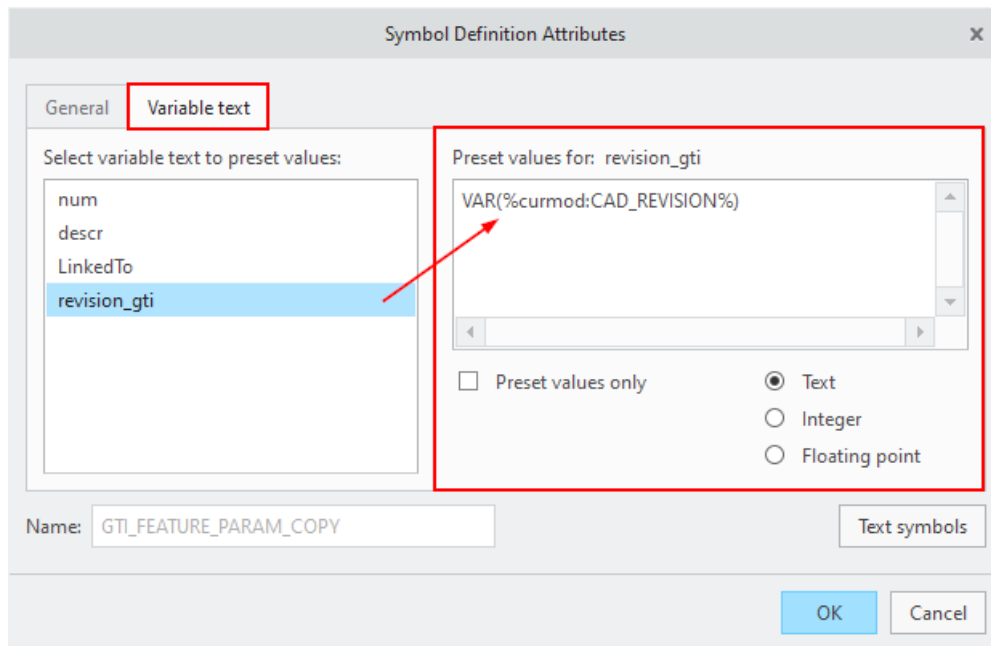 Symbol Definition Attributes
General
Variable text
Select variable text to preset values:
num
descr
LinkedTo
revision_gti
Preset values for: revision_gti
VAR(%curmod:CAD_REVISION%)
Preset values only
Text
Integer
Floating point
Name: GTI_FEATURE_PARAM_COPY
Text symbols
OK
Cancel